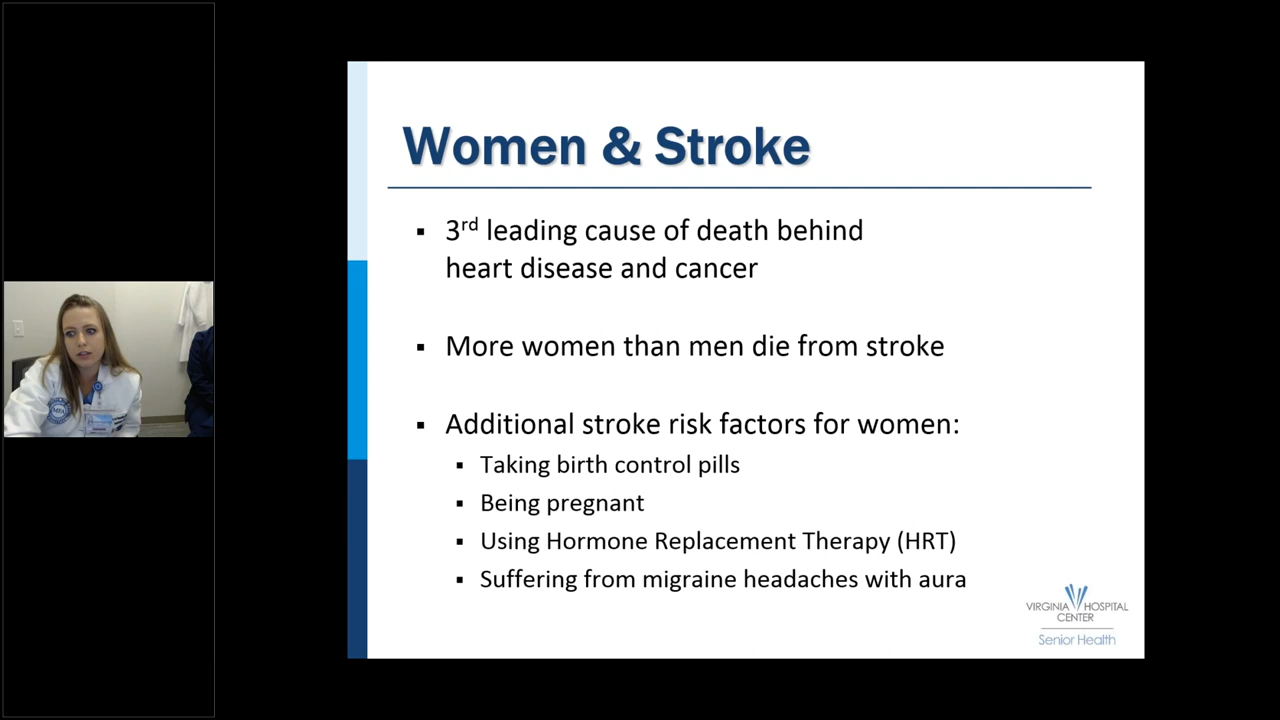 Women & Stroke
▪ 3rd leading cause of death behind
heart disease and cancer
▪ More women than men die from stroke
▪ Additional stroke risk factors for women:
▪ Taking birth control pills
▪ Being pregnant
▪ Using Hormone Replacement Therapy (HRT)
▪ Suffering from migraine headaches with aura
VIRGINIA HOSPITAL
CENTER
Senior Health